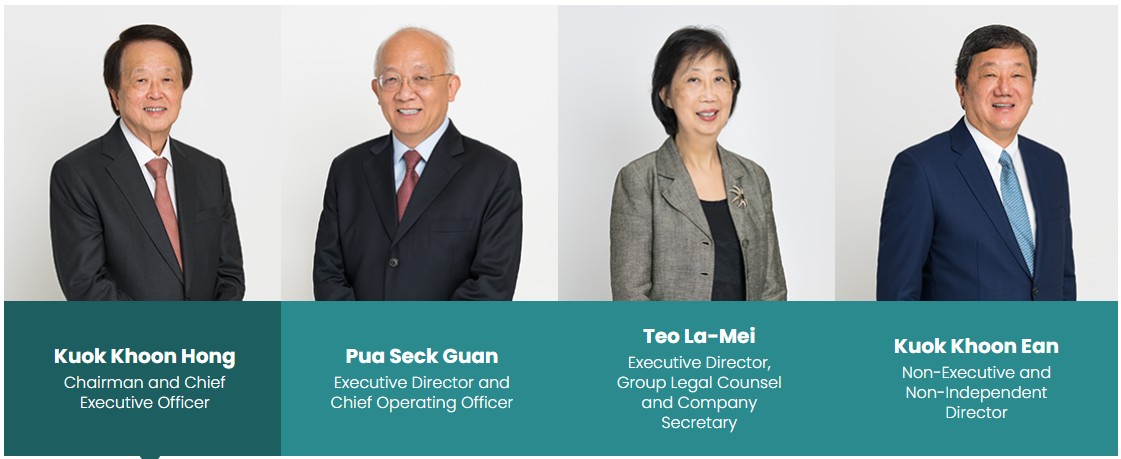 Kuok Khoon Hong
Chairman and Chief
Executive Officer
Pua Seck Guan
Executive Director and
Chief Operating Officer
Teo La-Mei
Executive Director,
Group Legal Counsel
and Company
Secretary
Kuok Khoon Ean
Non-Executive and
Non-Independent
Director